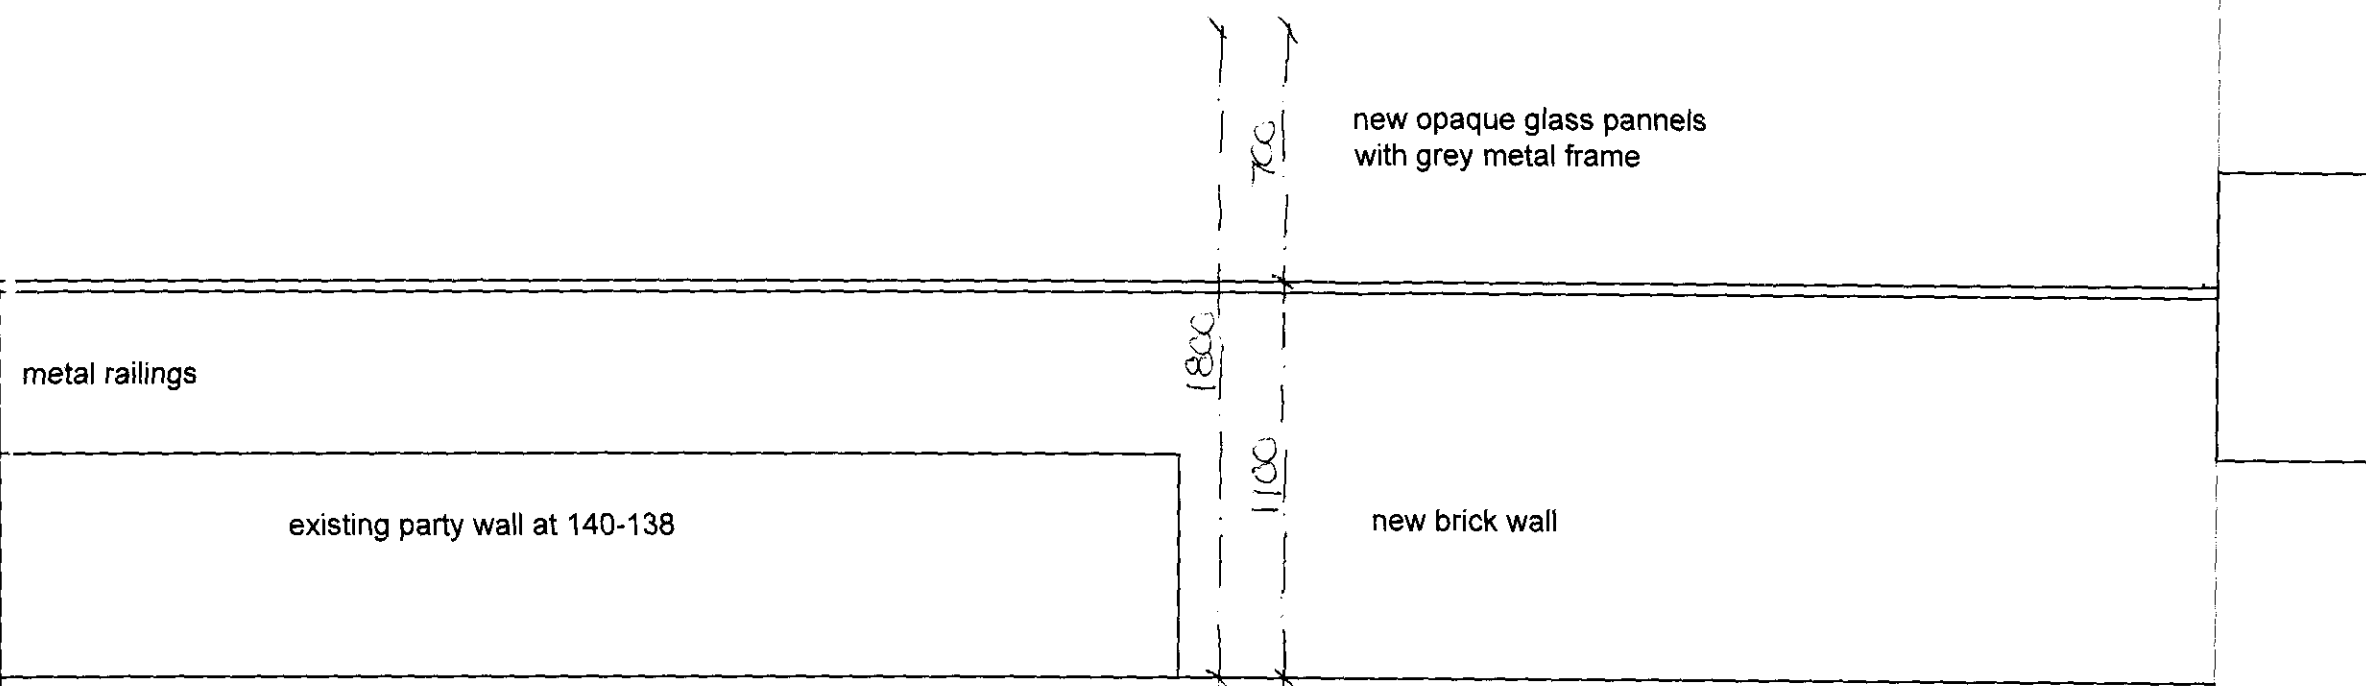 new opaque glass pannels
with grey metal frame
700
1800
metal railings
1100
existing party wall at 140-138
new brick wall